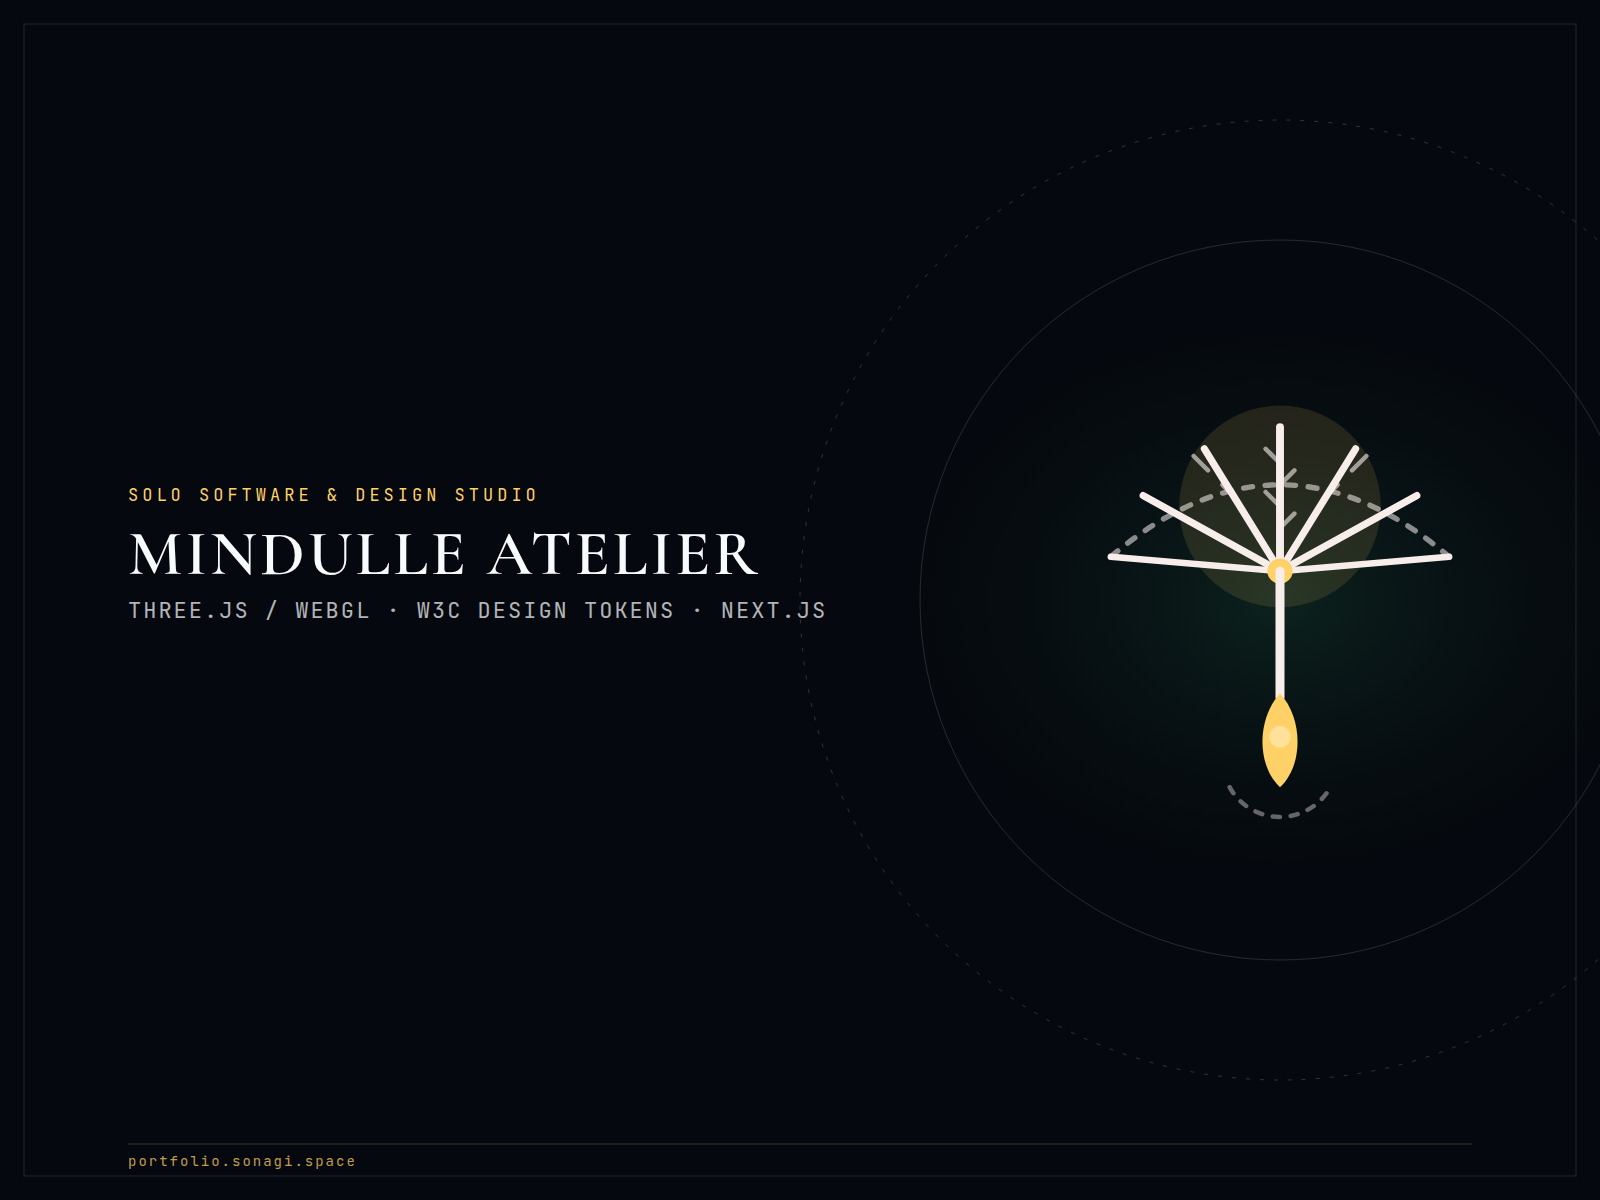 SOLO SOFTWARE & DESIGN STUDIO
MINDULLE ATELIER
THREE.JS / WEBGL · W3C DESIGN TOKENS · NEXT.JS
portfolio.sonagi.space